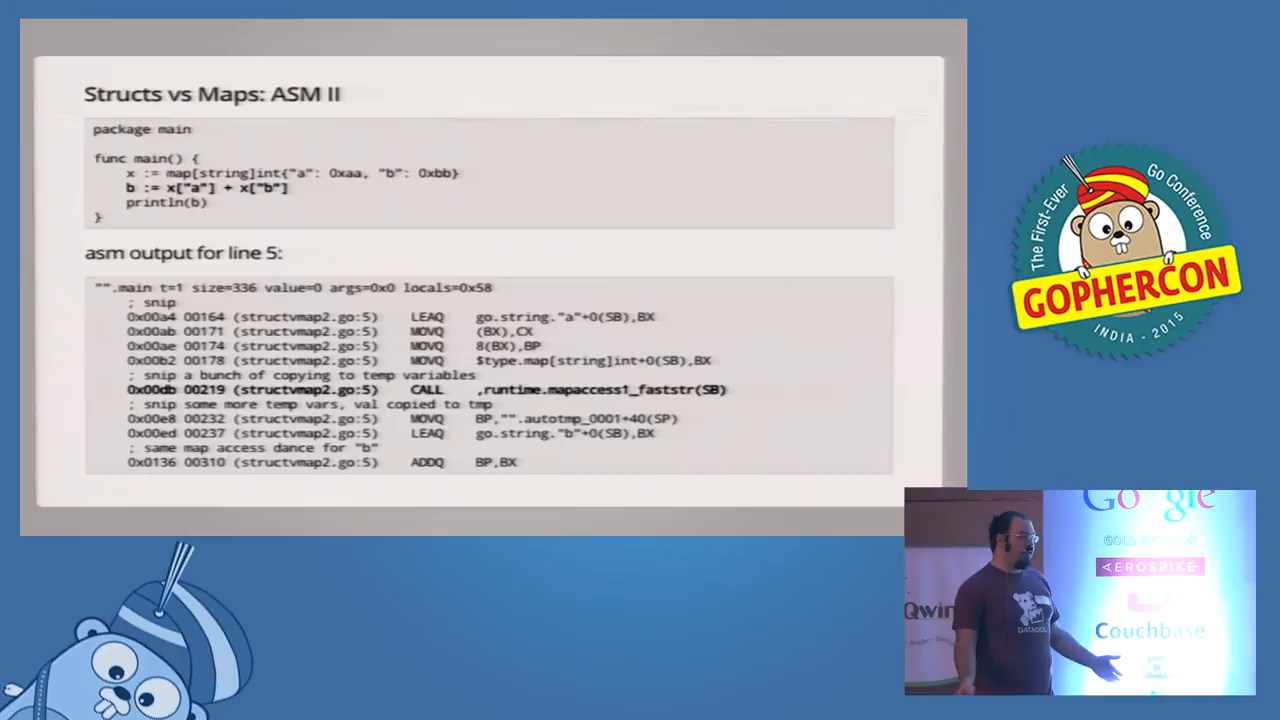 Structs vs Maps: ASM II
package main
func main() {
x := map[string]int{"a": 0xaa, "b": 0xbb}
b := x["a"] + x["b"]
println(b)
}
asm output for line 5:
"".main t=1 size=336 value=0 args=0x0 locals=0x58
; snip
0x00a4 00164 (structvmap2.go:5) LEAQ go.string."a"+0(SB),BX
0x00ab 00171 (structvmap2.go:5) MOVQ (BX),CX
0x00ae 00174 (structvmap2.go:5) MOVQ 8(BX),BP
0x00b2 00178 (structvmap2.go:5) MOVQ $type.map[string]int+0(SB),BX
; snip a bunch of copying to temp variables
0x00db 00219 (structvmap2.go:5) CALL ,runtime.mapaccess1_faststr(SB)
; snip some more temp vars, val copied to tmp
0x00e8 00232 (structvmap2.go:5) MOVQ BP,"".autotmp_0001+40(SP)
0x00ed 00237 (structvmap2.go:5) LEAQ go.string."b"+0(SB),BX
; same map access dance for "b"
0x0136 00310 (structvmap2.go:5) ADDQ BP,BX
The First-Ever
Go Conference
GOPHERCON
INDIA - 2015
Google
GOLD SPONSOR
AEROSPIKE
Couchbase
Qwin
DATADOG